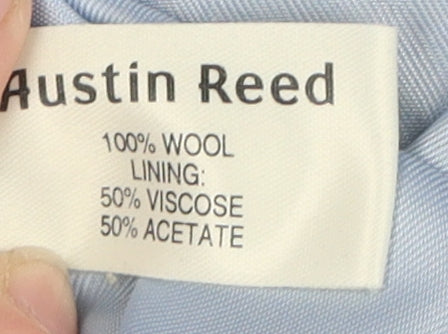 Austin Reed
100% WOOL
LINING:
50% VISCOSE
50% ACETATE